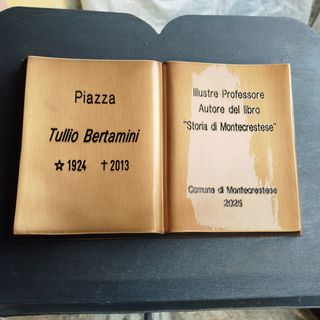 Piazza
Tullio Bertamini
☆ 1924 † 2013
Illustre Professore
Autore del libro
"Storia di Montecrestese"
Comune di Montecrestese
2025